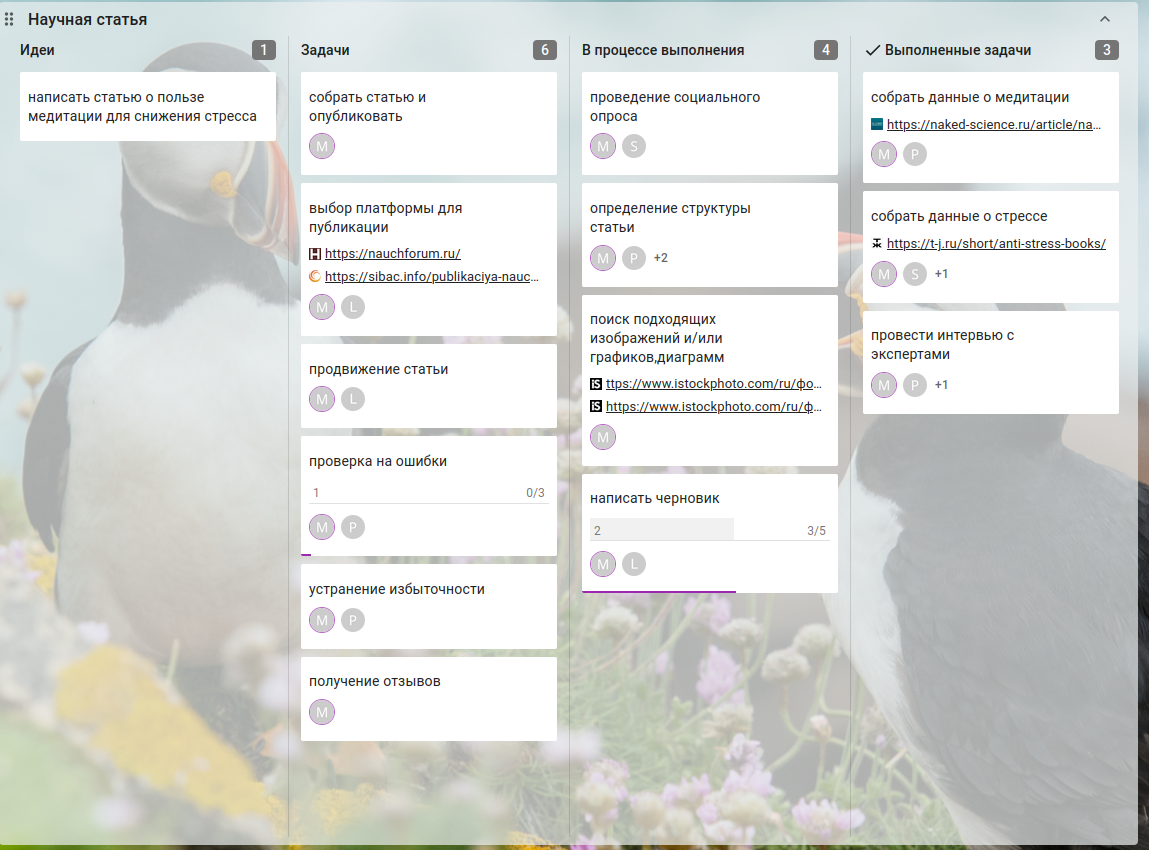 Научная статья
Идеи 1
написать статью о пользе
медитации для снижения стресса
Задачи 6
собрать статью и
опубликовать
M
выбор платформы для
публикации
https://nauchforum.ru/
https://sibac.info/publikaciya-nauc...
M L
продвижение статьи
M L
проверка на ошибки
1 0/3
M P
устранение избыточности
M P
получение отзывов
M
В процессе выполнения 4
проведение социального
опроса
M S
определение структуры
статьи
M P +2
поиск подходящих
изображений и/или
графиков,диаграмм
iS ttps://www.istockphoto.com/ru/фо...
iS https://www.istockphoto.com/ru/ф...
M
написать черновик
2 3/5
M L
Выполненные задачи 3
собрать данные о медитации
https://naked-science.ru/article/na...
M P
собрать данные о стрессе
https://t-j.ru/short/anti-stress-books/
M S +1
провести интервью с
экспертами
M P +1